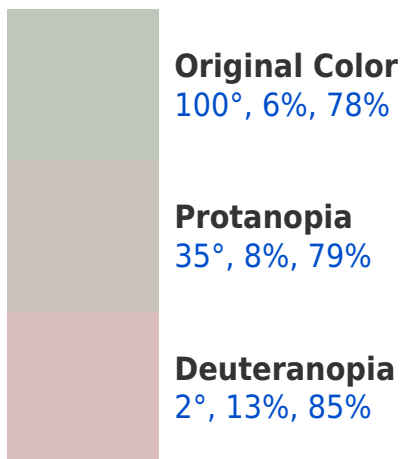 Original Color
100°, 6%, 78%
Protanopia
35°, 8%, 79%
Deuteranopia
2°, 13%, 85%